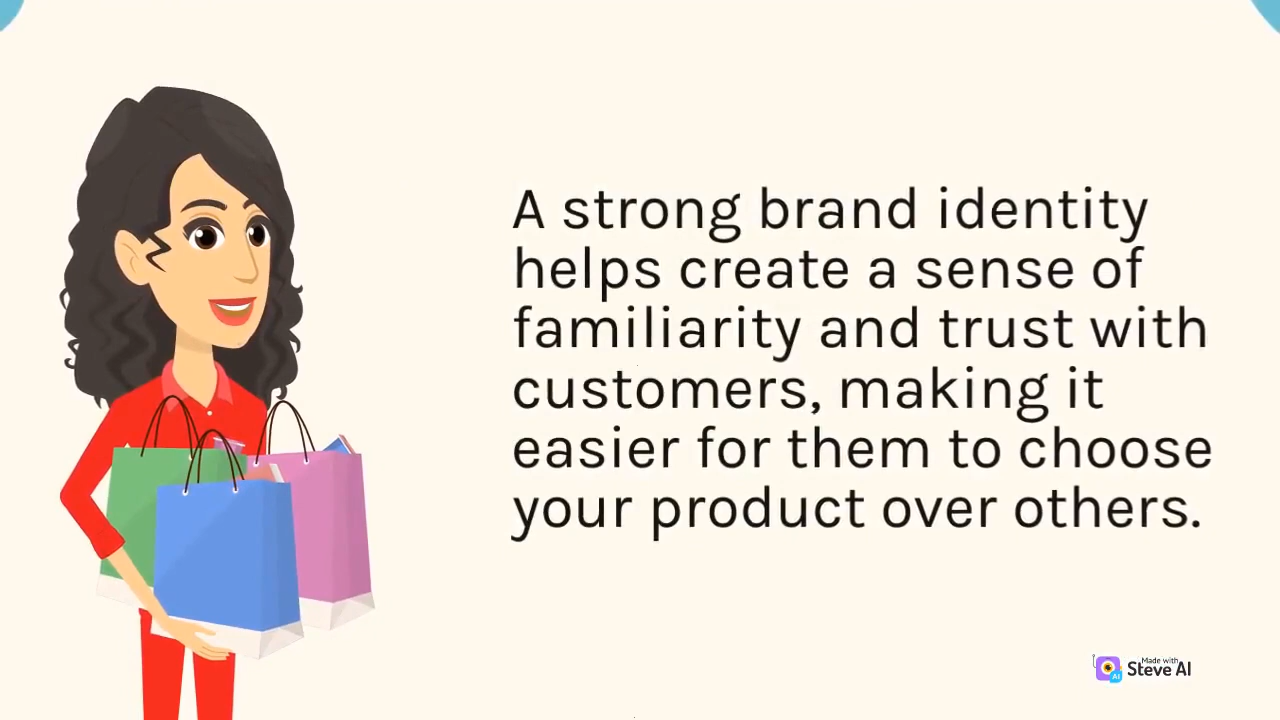 A strong brand identity
helps create a sense of
familiarity and trust with
customers, making it
easier for them to choose
your product over others.
Made with
Steve AI
AI